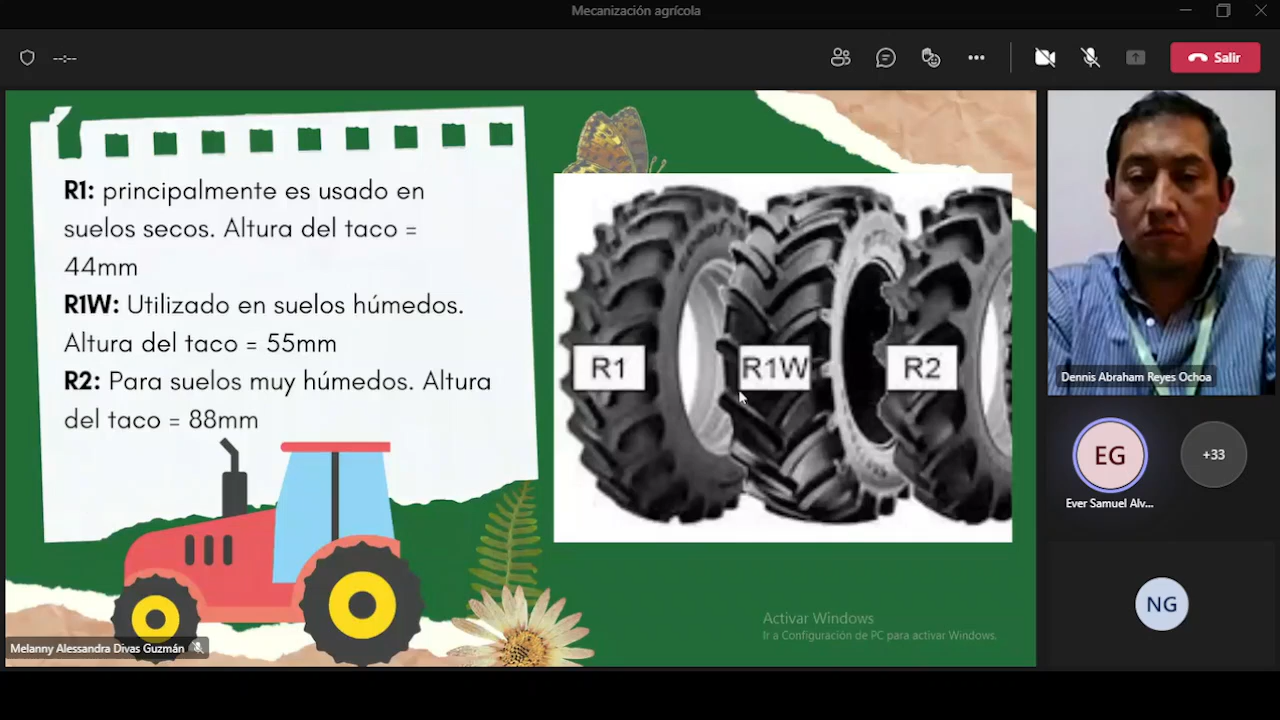 Mecanización agrícola
--:--
Salir
R1: principalmente es usado en
suelos secos. Altura del taco =
44mm
R1W: Utilizado en suelos húmedos.
Altura del taco = 55mm
R2: Para suelos muy húmedos. Altura
del taco = 88mm
R1
R1W
R2
Activar Windows
Ir a Configuración de PC para activar Windows.
Melanny Alessandra Divas Guzmán
Dennis Abraham Reyes Ochoa
EG
+33
Ever Samuel Alv...
NG